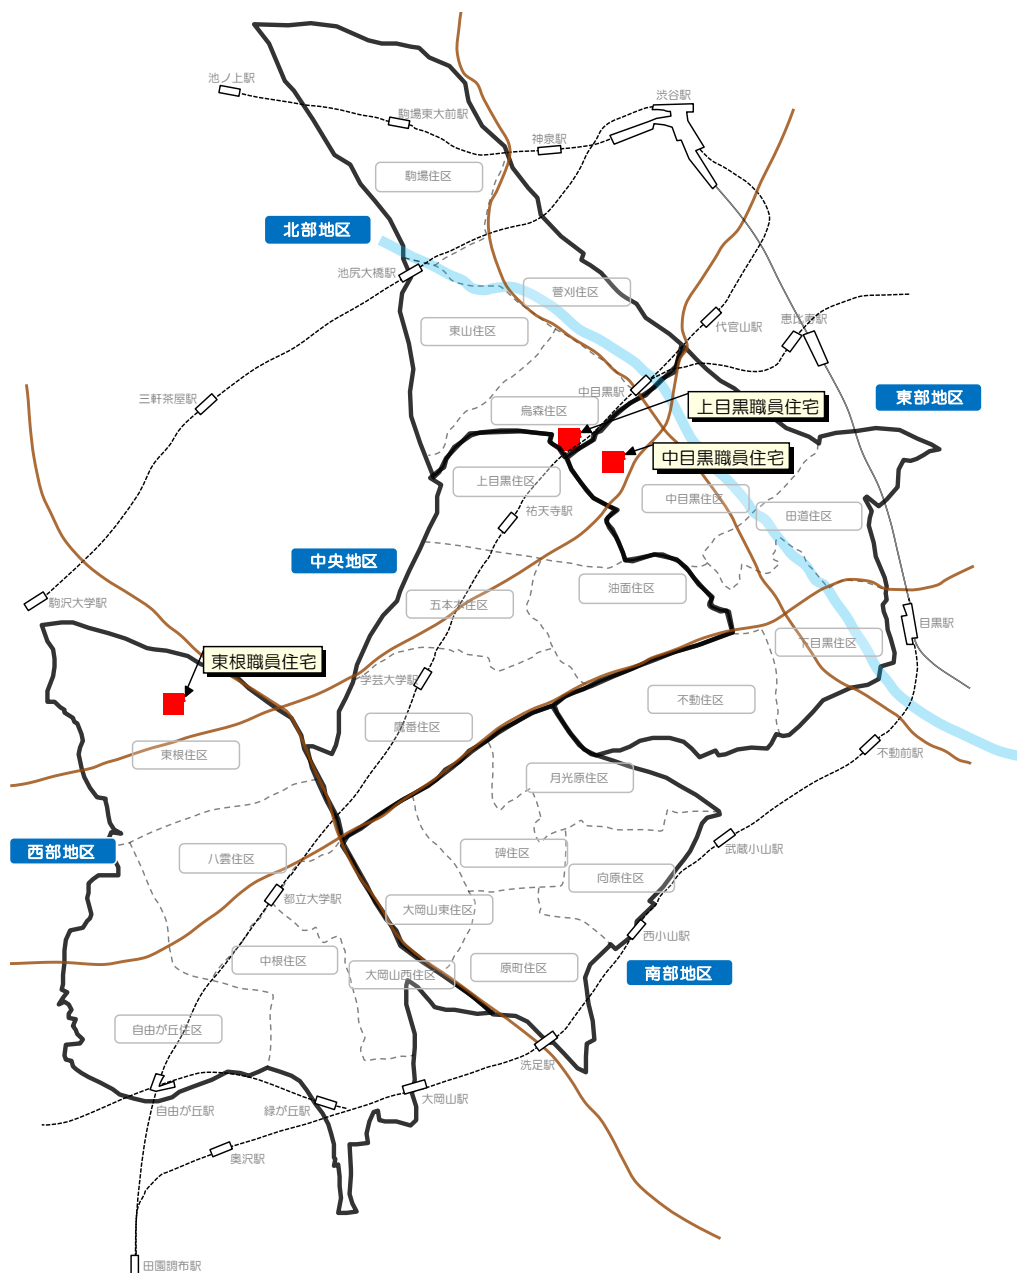 池ノ上駅
渋谷駅
駒場東大前駅
神泉駅
駒場住区
北部地区
池尻大橋駅
菅刈住区
東山住区
代官山駅
恵比寿駅
三軒茶屋駅
中目黒駅
東部地区
上目黒職員住宅
烏森住区
中目黒職員住宅
上目黒住区
中目黒住区
祐天寺駅
田道住区
中央地区
油面住区
駒沢大学駅
五本木住区
目黒駅
下目黒住区
東根職員住宅
学芸大学駅
不動住区
鷹番住区
東根住区
不動前駅
月光原住区
西部地区
八雲住区
碑住区
武蔵小山駅
向原住区
都立大学駅
大岡山東住区
西小山駅
中根住区
大岡山西住区
原町住区
南部地区
自由が丘住区
洗足駅
大岡山駅
自由が丘駅
緑が丘駅
奥沢駅
田園調布駅